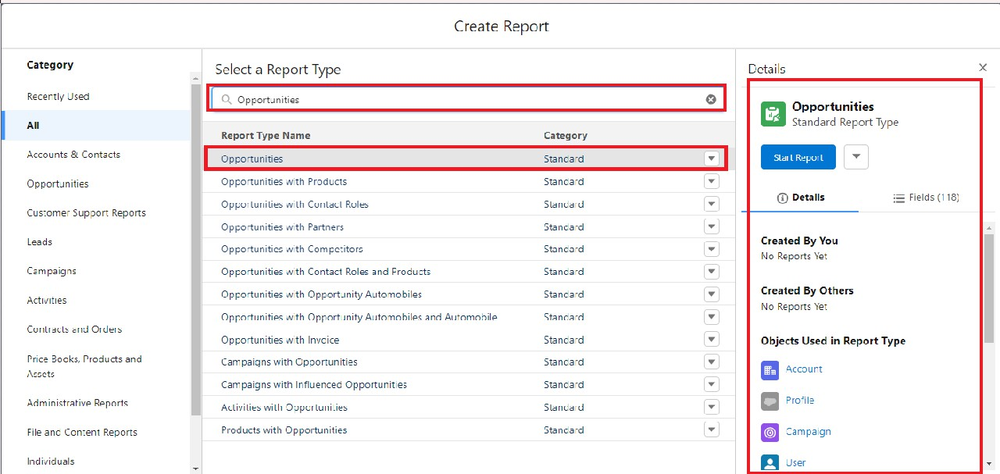 Create Report
Category
Recently Used
All
Accounts & Contacts
Opportunities
Customer Support Reports
Leads
Campaigns
Activities
Contracts and Orders
Price Books, Products and
Assets
Administrative Reports
File and Content Reports
Individuals
Select a Report Type
Opportunities
Report Type Name Category
Opportunities Standard
Opportunities with Products Standard
Opportunities with Contact Roles Standard
Opportunities with Partners Standard
Opportunities with Competitors Standard
Opportunities with Contact Roles and Products Standard
Opportunities with Opportunity Automobiles Standard
Opportunities with Opportunity Automobiles and Automobile Standard
Opportunities with Invoice Standard
Campaigns with Opportunities Standard
Campaigns with Influenced Opportunities Standard
Activities with Opportunities Standard
Products with Opportunities Standard
Details
Opportunities
Standard Report Type
Start Report
Details Fields (118)
Created By You
No Reports Yet
Created By Others
No Reports Yet
Objects Used in Report Type
Account
Profile
Campaign
User